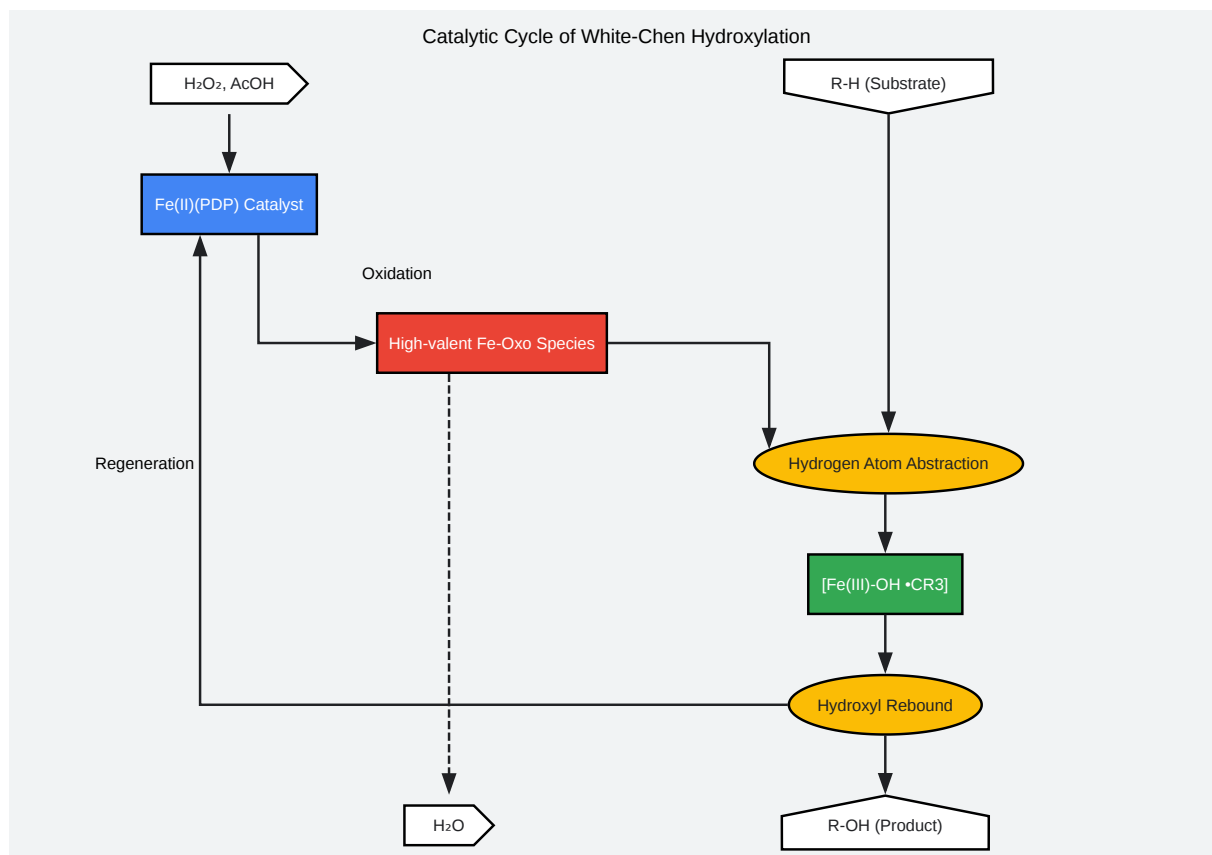 Catalytic Cycle of White-Chen Hydroxylation
H₂O₂, AcOH
R-H (Substrate)
Fe(II)(PDP) Catalyst
Oxidation
High-valent Fe-Oxo Species
Regeneration
Hydrogen Atom Abstraction
[Fe(III)-OH •CR3]
Hydroxyl Rebound
H₂O
R-OH (Product)